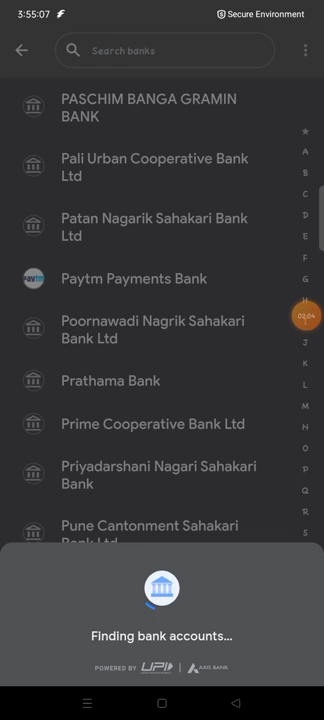 3:55:07
Secure Environment
Search banks
PASCHIM BANGA GRAMIN
BANK
Pali Urban Cooperative Bank
Ltd
Patan Nagarik Sahakari Bank
Ltd
Paytm Payments Bank
Poornawadi Nagrik Sahakari
Bank Ltd
Prathama Bank
Prime Cooperative Bank Ltd
Priyadarshani Nagari Sahakari
Bank
Pune Cantonment Sahakari
Bank Ltd
A
B
C
D
E
F
G
H
02:04
J
K
L
M
N
O
P
Q
R
S
Finding bank accounts...
POWERED BY UPI | AXIS BANK